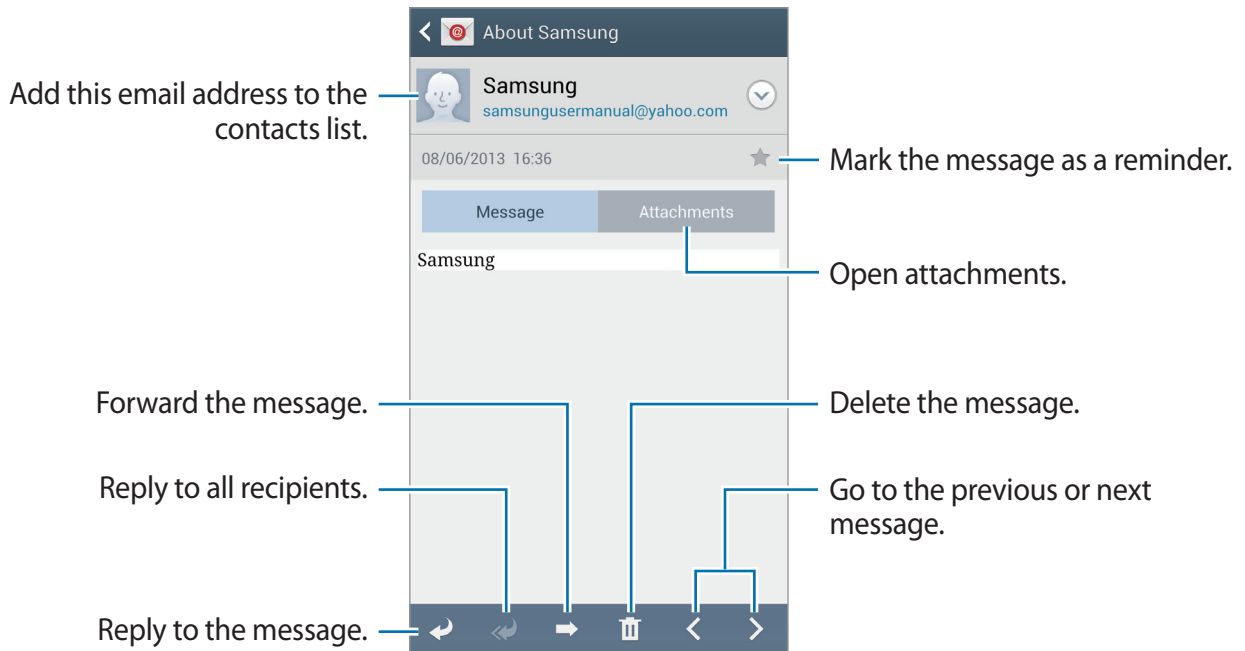 About Samsung
Add this email address to the
contacts list.
Samsung
samsungusermanual@yahoo.com
08/06/2013 16:36
Mark the message as a reminder.
Message
Attachments
Samsung
Open attachments.
Forward the message.
Delete the message.
Reply to all recipients.
Go to the previous or next
message.
Reply to the message.